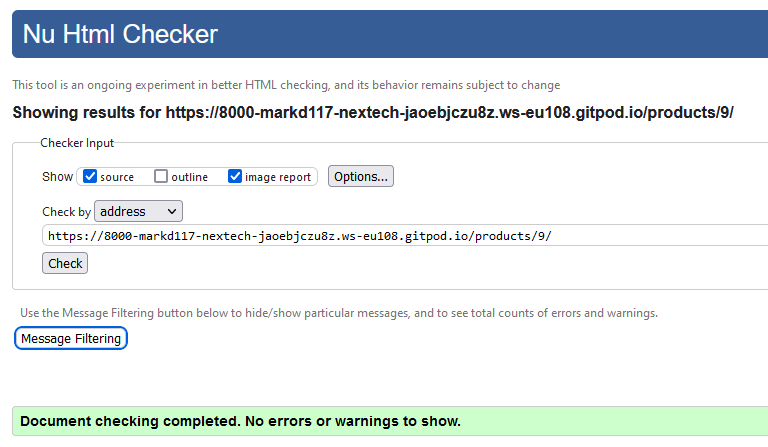 Nu Html Checker
This tool is an ongoing experiment in better HTML checking, and its behavior remains subject to change
Showing results for https://8000-markd117-nextech-jaoebjczu8z.ws-eu108.gitpod.io/products/9/
Checker Input
Show source outline image report Options...
Check by address
https://8000-markd117-nextech-jaoebjczu8z.ws-eu108.gitpod.io/products/9/
Check
Use the Message Filtering button below to hide/show particular messages, and to see total counts of errors and warnings.
Message Filtering
Document checking completed. No errors or warnings to show.